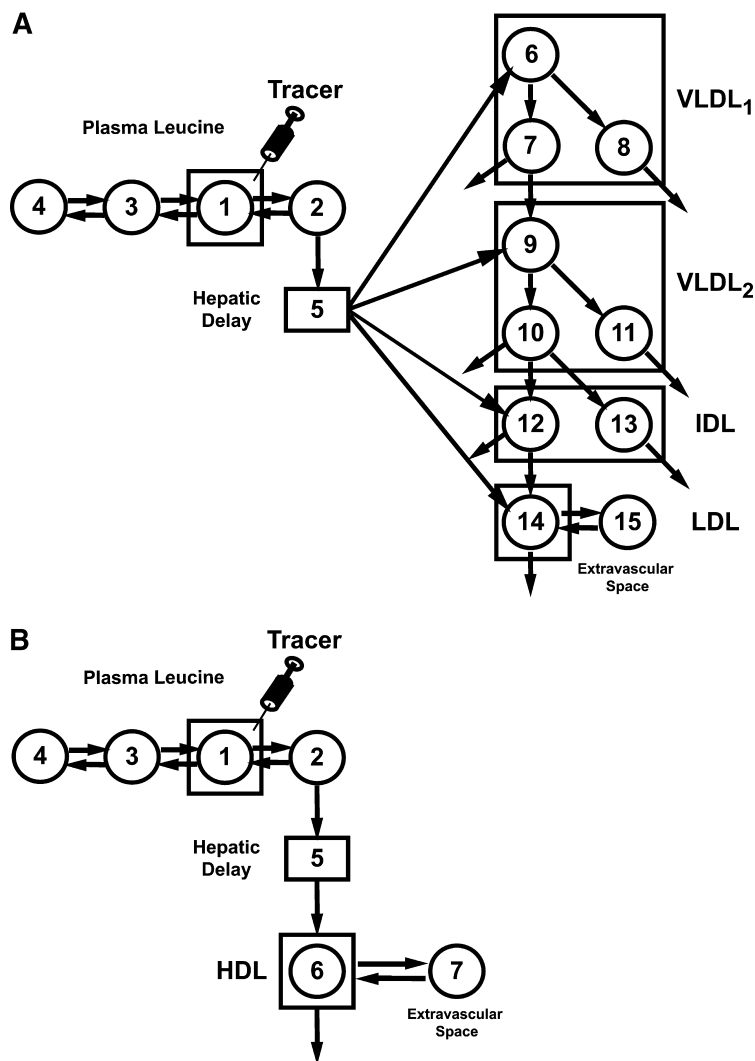 A
Tracer
Plasma Leucine
4
3
1
2
Hepatic
Delay
5
6
7
8
VLDL1
9
10
11
VLDL2
12
13
IDL
14
15
LDL
Extravascular
Space
B
Tracer
Plasma Leucine
4
3
1
2
Hepatic
Delay
5
HDL
6
7
Extravascular
Space